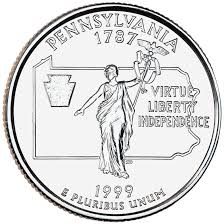 PENNSYLVANIA
1787
VIRTUE
LIBERTY
INDEPENDENCE
1999
E PLURIBUS UNUM